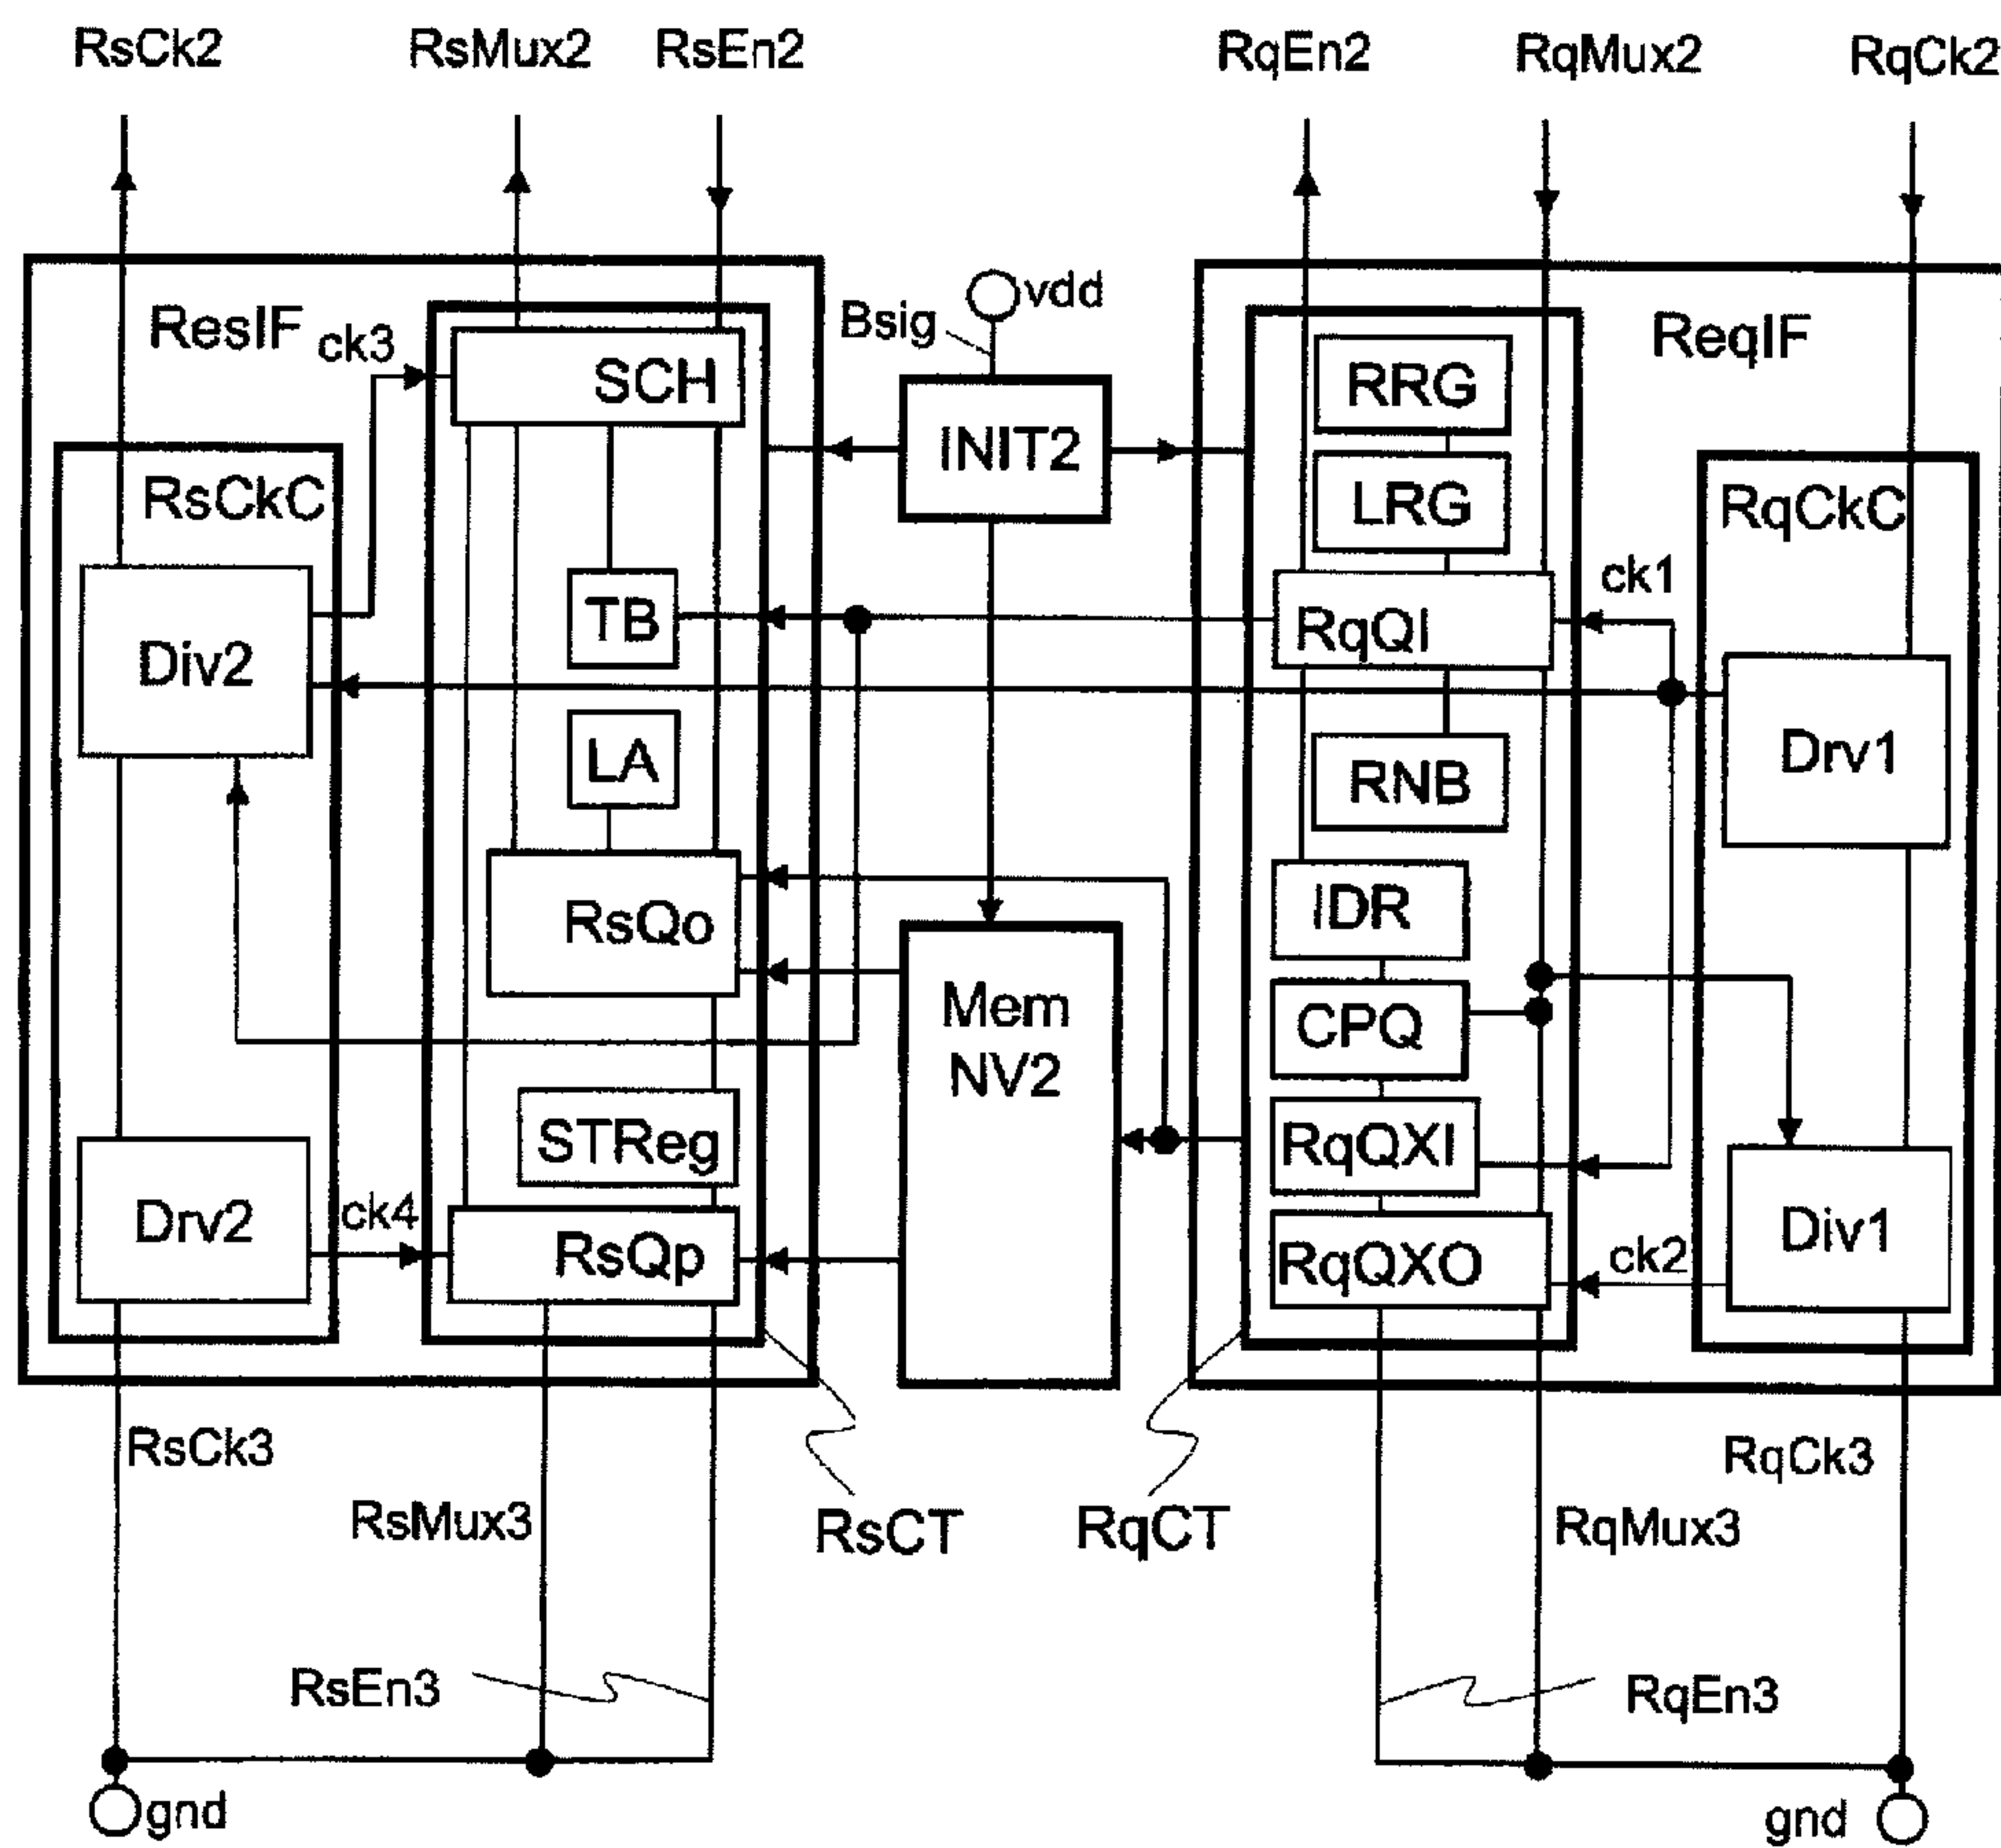 RsCk2
RsMux2
RsEn2
RqEn2
RqMux2
RqCk2
ResIF
ck3
SCH
Bsig
vdd
INIT2
ReqIF
RRG
LRG
RsCkC
RqCkC
Div2
TB
RqQI
ck1
LA
RNB
Drv1
RsQo
Mem
NV2
IDR
CPQ
STReg
RqQXI
Drv2
ck4
RsQp
RqQXO
ck2
Div1
RsCk3
RsMux3
RsCT
RqCT
RqMux3
RqCk3
RsEn3
RqEn3
gnd
gnd